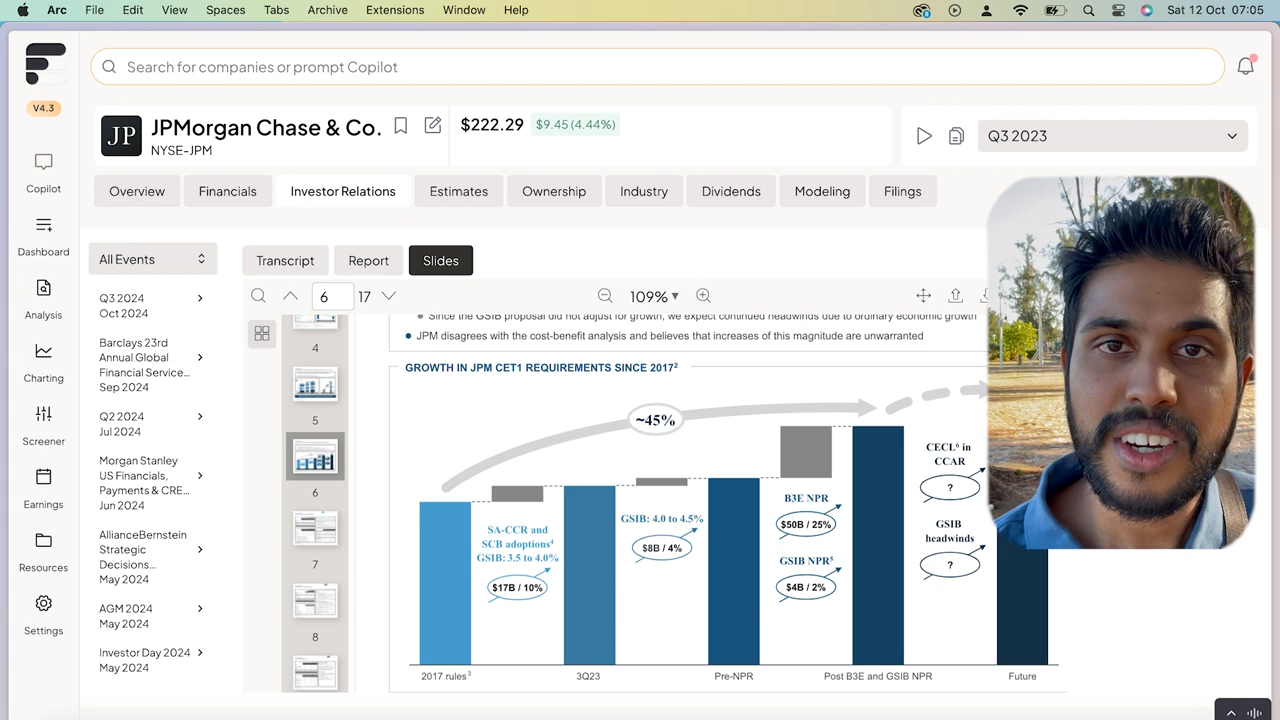 Arc File Edit View Spaces Tabs Archive Extensions Window Help Sat 12 Oct 07:05
Search for companies or prompt Copilot
V4.3
JP
JPMorgan Chase & Co.
NYSE-JPM
$222.29 $9.45 (4.44%)
Q3 2023
Overview Financials Investor Relations Estimates Ownership Industry Dividends Modeling Filings
Copilot
Dashboard
Analysis
Charting
Screener
Earnings
Resources
Settings
All Events
Q3 2024
Oct 2024
Barclays 23rd
Annual Global
Financial Service...
Sep 2024
Q2 2024
Jul 2024
Morgan Stanley
US Financials,
Payments & CRE...
Jun 2024
AllianceBernstein
Strategic
Decisions...
May 2024
AGM 2024
May 2024
Investor Day 2024
May 2024
Transcript Report Slides
6 17 109%
4
5
6
7
8
Since the GSIB proposal did not adjust for growth, we expect continued headwinds due to ordinary economic growth
JPM disagrees with the cost-benefit analysis and believes that increases of this magnitude are unwarranted
GROWTH IN JPM CET1 REQUIREMENTS SINCE 2017²
~45%
SA-CCR and
SCB adoptions⁴
GSIB: 3.5 to 4.0%
$17B / 10%
GSIB: 4.0 to 4.5%
$8B / 4%
B3E NPR
$50B / 25%
GSIB NPR⁵
$4B / 2%
CECL⁶ in
CCAR
?
GSIB
headwinds
?
2017 rules³ 3Q23 Pre-NPR Post B3E and GSIB NPR Future